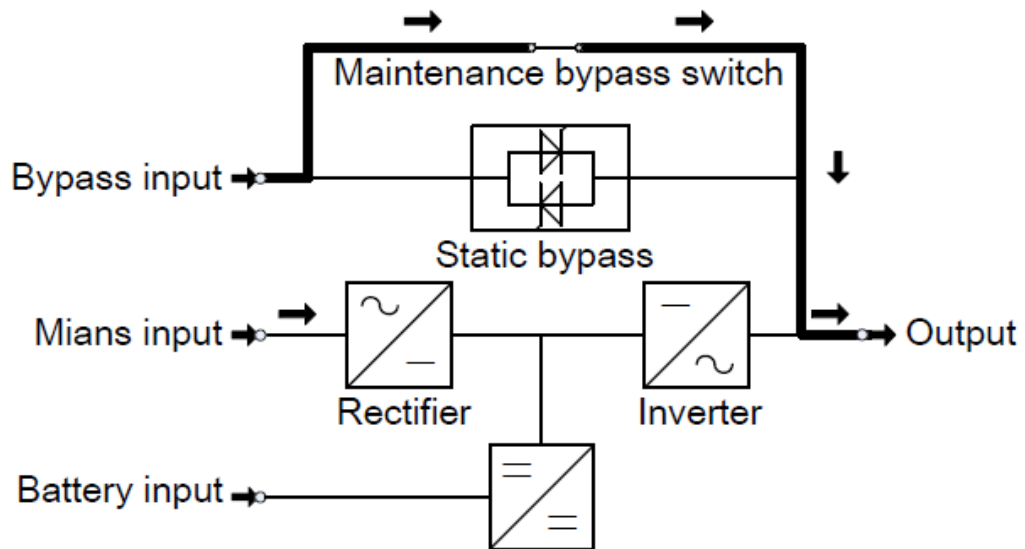 Maintenance bypass switch
Bypass input
Static bypass
Mians input
Output
Rectifier
Inverter
Battery input